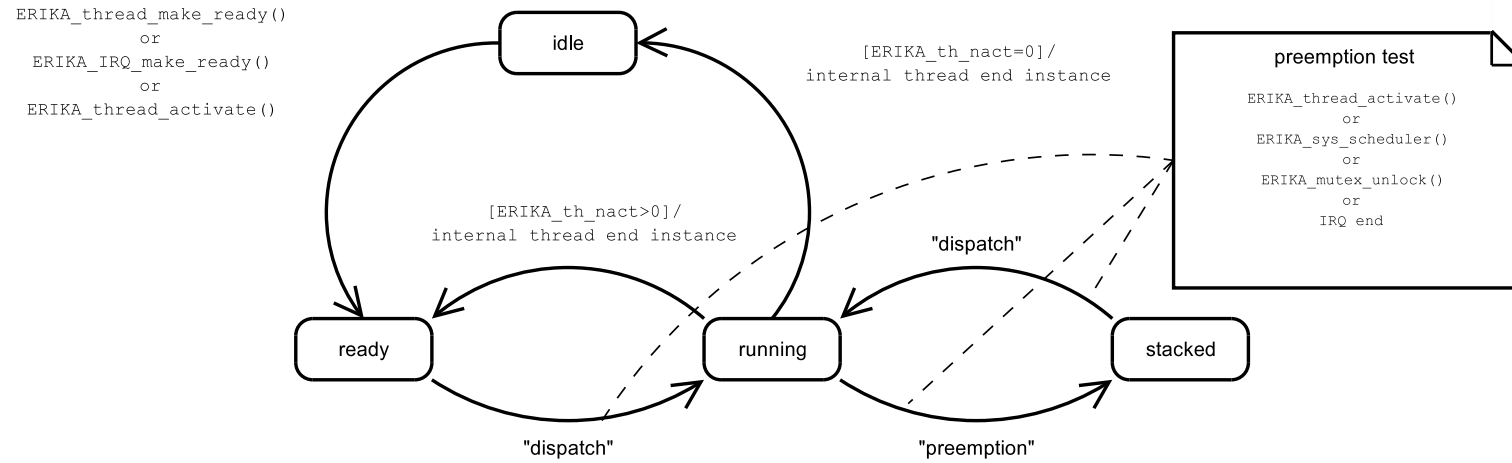 ERIKA_thread_make_ready()
or
ERIKA_IRQ_make_ready()
or
ERIKA_thread_activate()
idle
[ERIKA_th_nact=0]/
internal thread end instance
preemption test
ERIKA_thread_activate()
or
ERIKA_sys_scheduler()
or
ERIKA_mutex_unlock()
or
IRQ end
[ERIKA_th_nact>0]/
internal thread end instance
"dispatch"
ready
running
stacked
"dispatch"
"preemption"